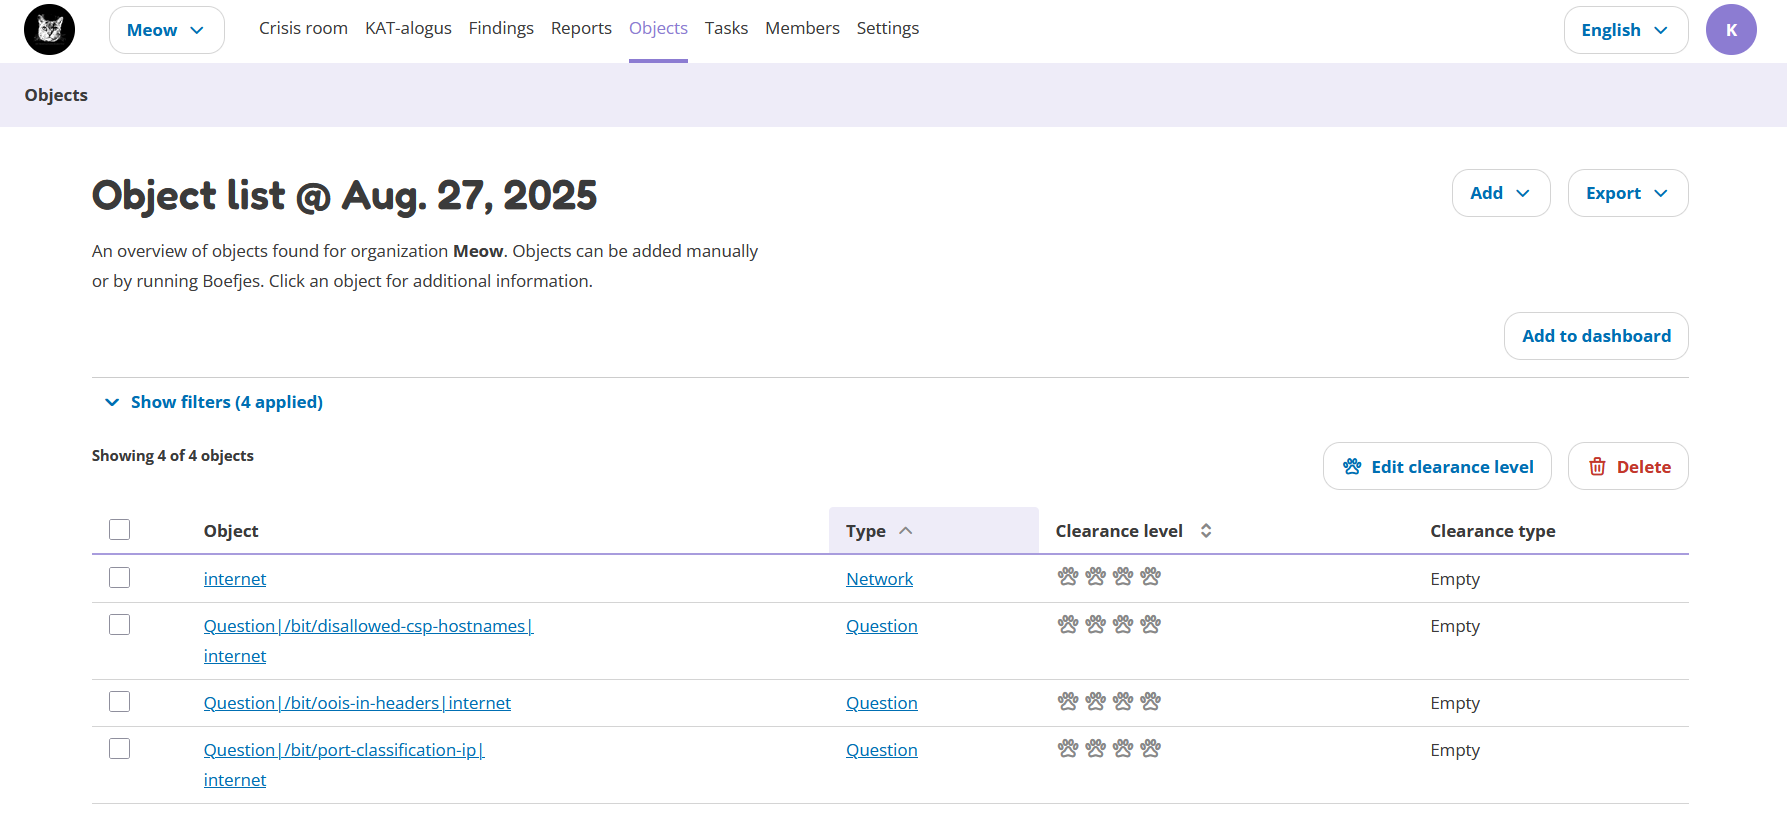 Meow
Crisis room
KAT-alogus
Findings
Reports
Objects
Tasks
Members
Settings
English
K
Objects
Object list @ Aug. 27, 2025
Add
Export
An overview of objects found for organization Meow. Objects can be added manually
or by running Boefjes. Click an object for additional information.
Add to dashboard
Show filters (4 applied)
Showing 4 of 4 objects
Edit clearance level
Delete
Object Type Clearance level Clearance type
internet Network Empty
Question|/bit/disallowed-csp-hostnames| Question Empty
internet
Question|/bit/oois-in-headers|internet Question Empty
Question|/bit/port-classification-ip| Question Empty
internet